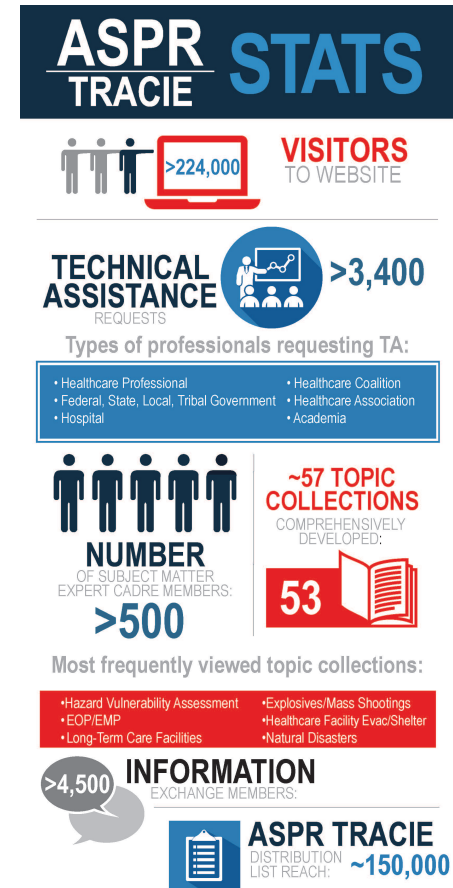 ASPR
TRACIE
STATS
>224,000
VISITORS
TO WEBSITE
TECHNICAL
ASSISTANCE
REQUESTS
>3,400
Types of professionals requesting TA:
• Healthcare Professional
• Federal, State, Local, Tribal Government
• Hospital
• Healthcare Coalition
• Healthcare Association
• Academia
NUMBER
OF SUBJECT MATTER
EXPERT CADRE MEMBERS:
>500
~57 TOPIC
COLLECTIONS
COMPREHENSIVELY
DEVELOPED:
53
Most frequently viewed topic collections:
•Hazard Vulnerability Assessment
•EOP/EMP
•Long-Term Care Facilities
•Explosives/Mass Shootings
•Healthcare Facility Evac/Shelter
•Natural Disasters
>4,500
INFORMATION
EXCHANGE MEMBERS:
ASPR TRACIE
DISTRIBUTION
LIST REACH: ~150,000